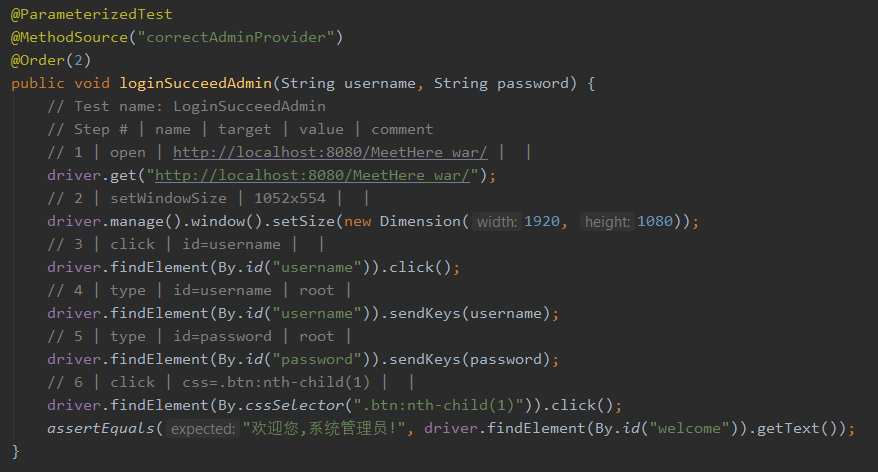 @ParameterizedTest
@MethodSource("correctAdminProvider")
@Order(2)
public void loginSucceedAdmin(String username, String password) {
// Test name: LoginSucceedAdmin
// Step # | name | target | value | comment
// 1 | open | http://localhost:8080/MeetHere_war/ | |
driver.get("http://localhost:8080/MeetHere_war/");
// 2 | setWindowSize | 1052x554 | |
driver.manage().window().setSize(new Dimension( width: 1920, height: 1080));
// 3 | click | id=username | |
driver.findElement(By.id("username")).click();
// 4 | type | id=username | root |
driver.findElement(By.id("username")).sendKeys(username);
// 5 | type | id=password | root |
driver.findElement(By.id("password")).sendKeys(password);
// 6 | click | css=.btn:nth-child(1) | |
driver.findElement(By.cssSelector(".btn:nth-child(1)")).click();
assertEquals( expected: "欢迎您,系统管理员!", driver.findElement(By.id("welcome")).getText());
}